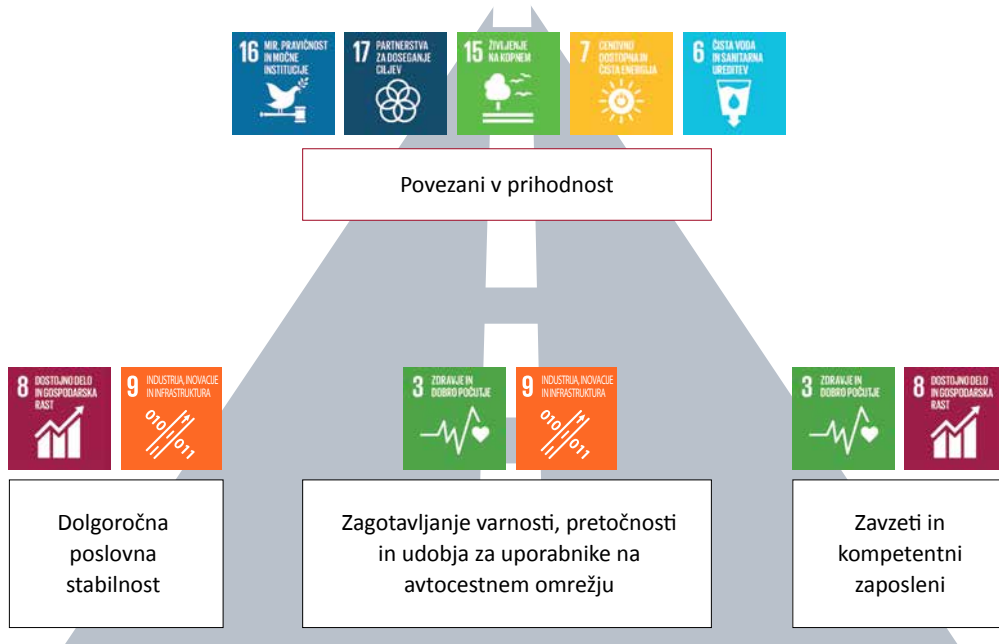 16 MIR, PRAVIČNOST
IN MOČNE
INSTITUCIJE
17 PARTNERSTVA
ZA DOSEGANJE
CILJEV
15 ŽIVLJENJE
NA KOPNEM
7 CENOVNO
DOSTOPNA IN
ČISTA ENERGIJA
6 ČISTA VODA
IN SANITARNA
UREDITEV
Povezani v prihodnost
8 DOSTOJNO DELO
IN GOSPODARSKA
RAST
9 INDUSTRIJA, INOVACIJE
IN INFRASTRUKTURA
010
011
3 ZDRAVJE IN
DOBRO POČUTJE
9 INDUSTRIJA, INOVACIJE
IN INFRASTRUKTURA
010
011
3 ZDRAVJE IN
DOBRO POČUTJE
8 DOSTOJNO DELO
IN GOSPODARSKA
RAST
Dolgoročna
poslovna
stabilnost
Zagotavljanje varnosti, pretočnosti
in udobja za uporabnike na
avtocestnem omrežju
Zavzeti in
kompetentni
zaposleni